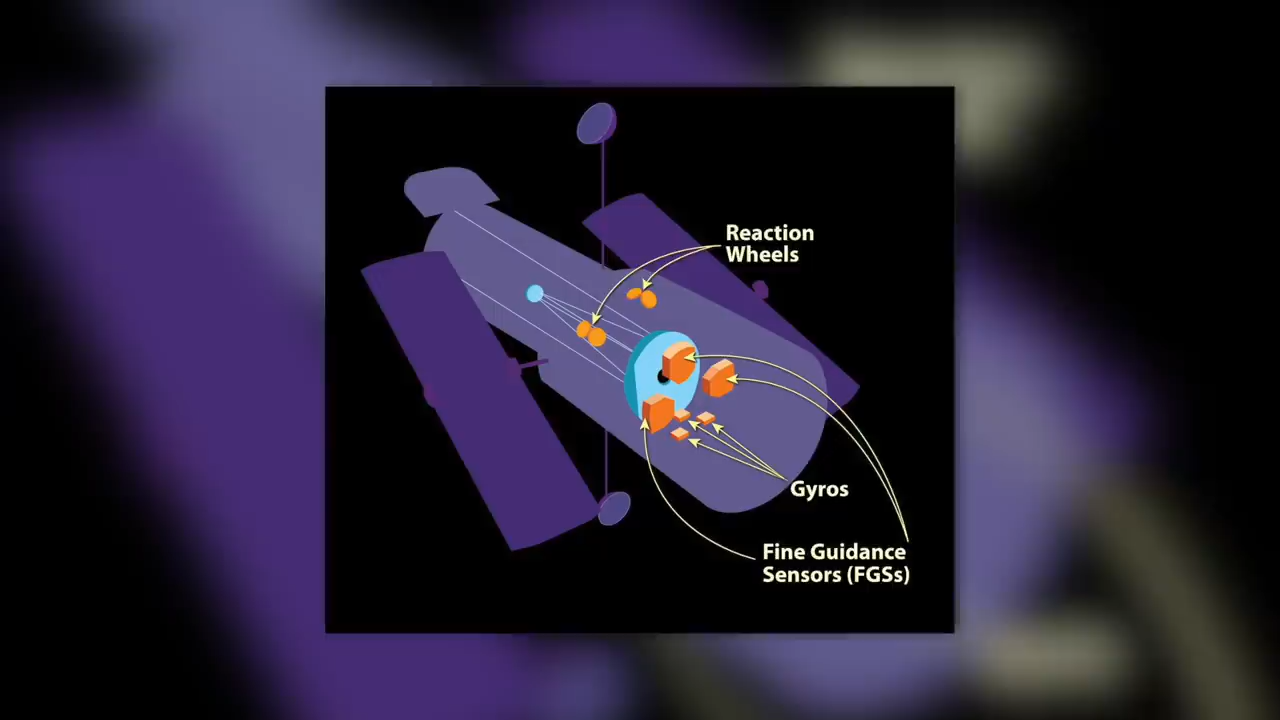 Reaction
Wheels
Gyros
Fine Guidance
Sensors (FGSs)